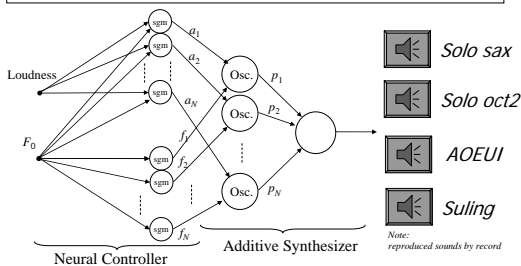 sgm
a1
sgm
a2
Loudness
sgm
aN
Osc.
p1
Osc.
p2
F0
sgm
f1
sgm
f2
Osc.
pN
sgm
fN
Neural Controller
Additive Synthesizer
Solo sax
Solo oct2
AOEUI
Suling
Note:
reproduced sounds by record